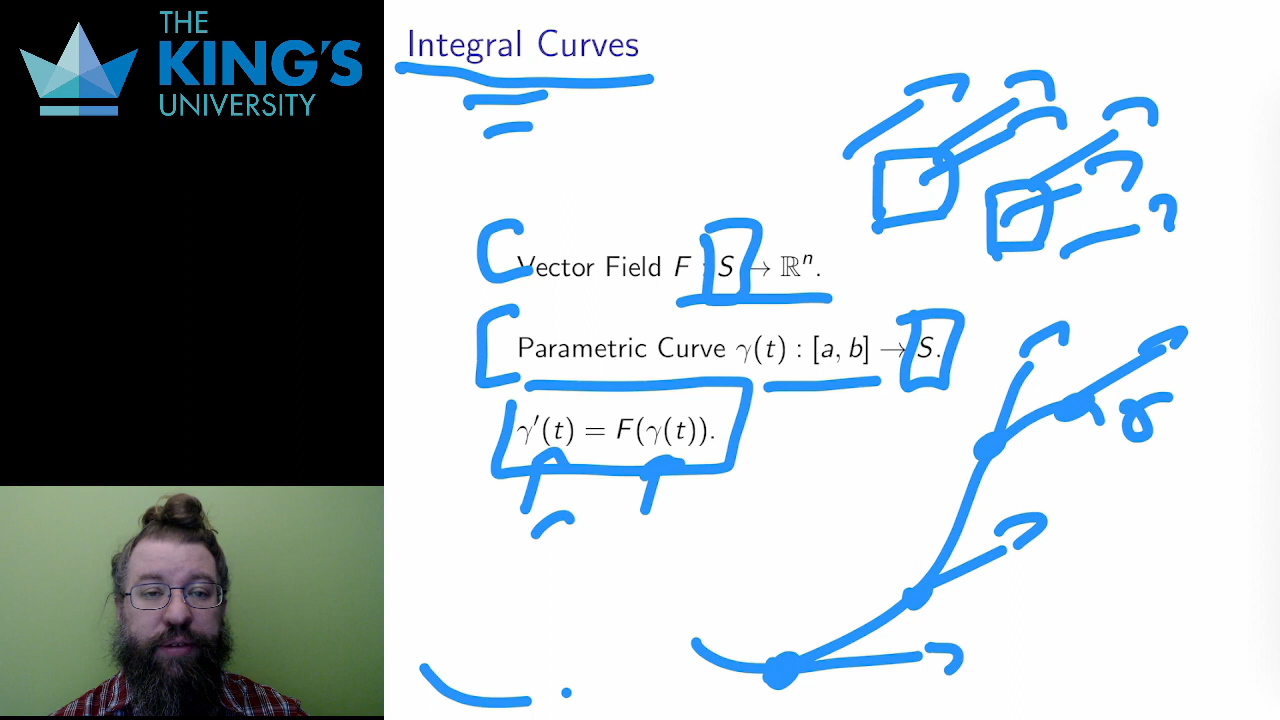 THE
KING'S
UNIVERSITY
Integral Curves
Vector Field F : S → ℝⁿ.
Parametric Curve γ(t) : [a, b] → S.
γ′(t) = F(γ(t)).
γ